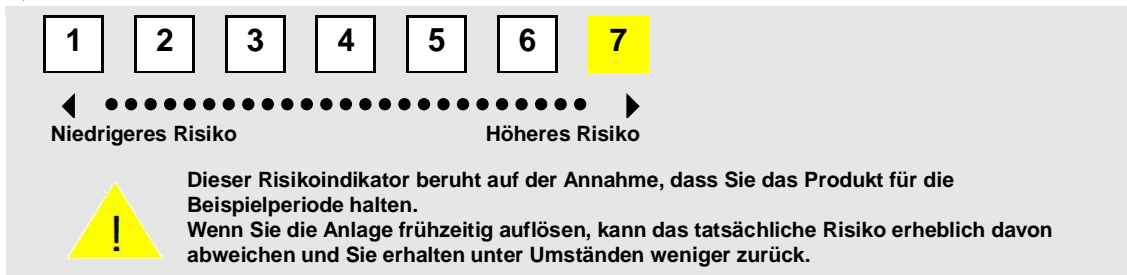 1 2 3 4 5 6 7
Niedrigeres Risiko Höheres Risiko
Dieser Risikoindikator beruht auf der Annahme, dass Sie das Produkt für die
Beispielperiode halten.
Wenn Sie die Anlage frühzeitig auflösen, kann das tatsächliche Risiko erheblich davon
abweichen und Sie erhalten unter Umständen weniger zurück.
!